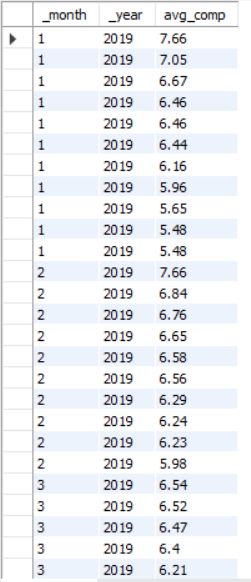 _month _year avg_comp
1 2019 7.66
1 2019 7.05
1 2019 6.67
1 2019 6.46
1 2019 6.46
1 2019 6.44
1 2019 6.16
1 2019 5.96
1 2019 5.65
1 2019 5.48
1 2019 5.48
2 2019 7.66
2 2019 6.84
2 2019 6.76
2 2019 6.65
2 2019 6.58
2 2019 6.56
2 2019 6.29
2 2019 6.24
2 2019 6.23
2 2019 5.98
3 2019 6.54
3 2019 6.52
3 2019 6.47
3 2019 6.4
3 2019 6.21